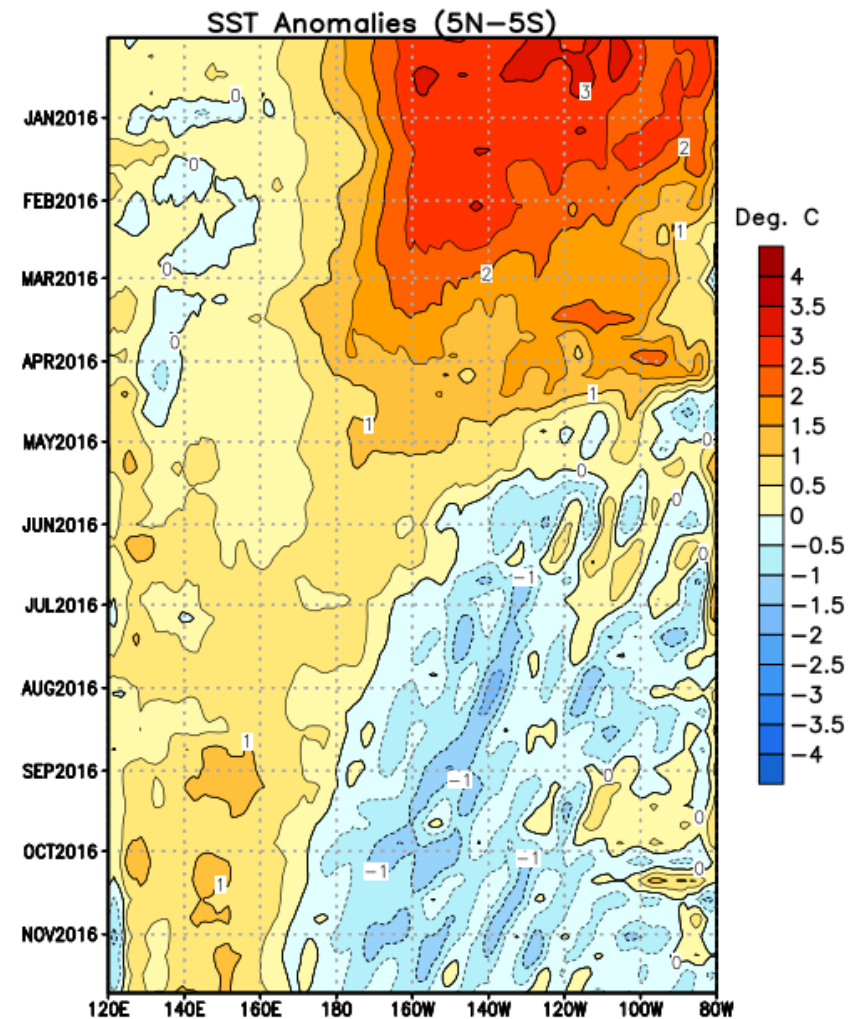 SST Anomalies (5N−5S)
0
3
JAN2016
0
2
FEB2016
Deg. C
1
0
MAR2016
2
4
3.5
0
3
APR2016
2.5
1
2
1
1.5
MAY2016
0
1
0
0.5
0
0
JUN2016
−0.5
0
−1
−1
JUL2016
−1.5
−2
−2.5
AUG2016
−3
−3.5
1
−4
SEP2016
−1
0
0
OCT2016
−1
−1
0
1
NOV2016
0
120E 140E 160E 180 160W 140W 120W 100W 80W